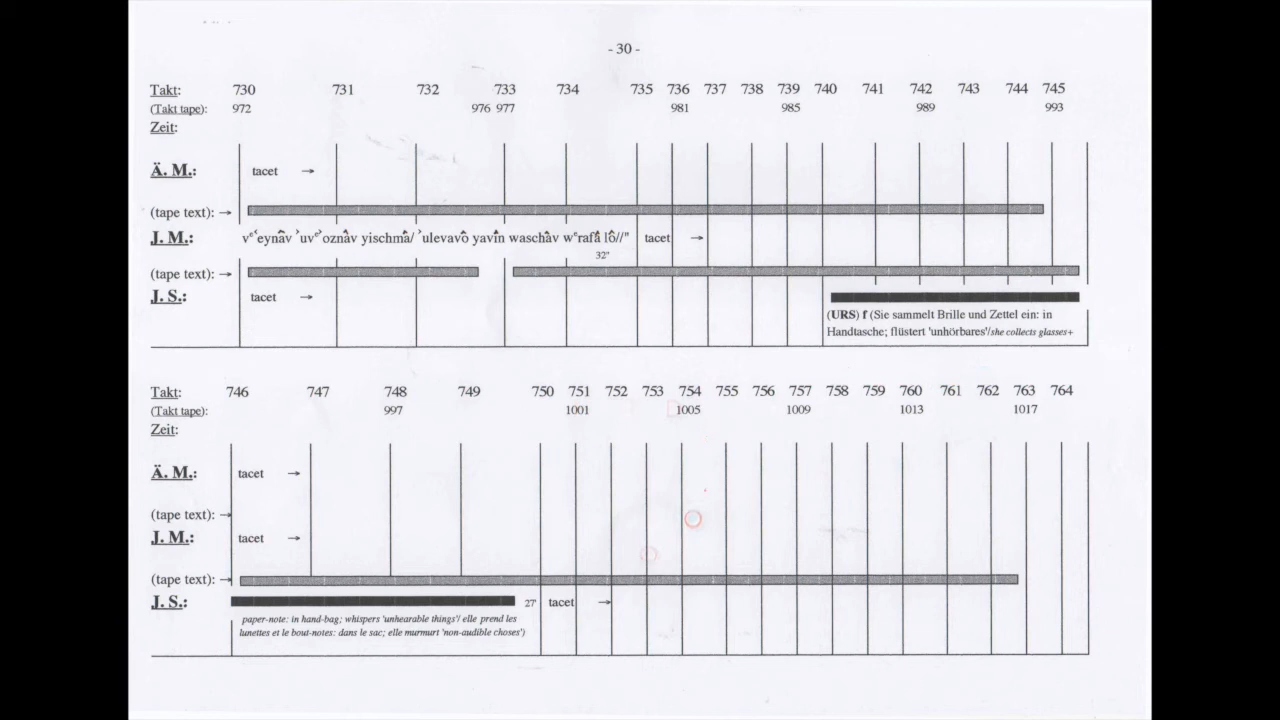 - 30 -
Takt: 730 731 732 733 734 735 736 737 738 739 740 741 742 743 744 745
(Takt tape): 972 976 977 981 985 989 993
Zeit:
Ä. M.: tacet →
(tape text): →
J. M.: vᵉʿeynâv ʾuvᵉʾoznâv yischmâ/ ʾulevavô yavîn waschâv wᵉrafâ lô//" tacet →
32"
(tape text): →
J. S.: tacet →
(URS) f (Sie sammelt Brille und Zettel ein: in
Handtasche; flüstert 'unhörbares'/she collects glasses+
Takt: 746 747 748 749 750 751 752 753 754 755 756 757 758 759 760 761 762 763 764
(Takt tape): 997 1001 1005 1009 1013 1017
Zeit:
Ä. M.: tacet →
(tape text): →
J. M.: tacet →
(tape text): →
J. S.: 27' tacet →
paper-note: in hand-bag; whispers 'unhearable things'/ elle prend les
lunettes et le bout-notes: dans le sac; elle murmurt 'non-audible choses')